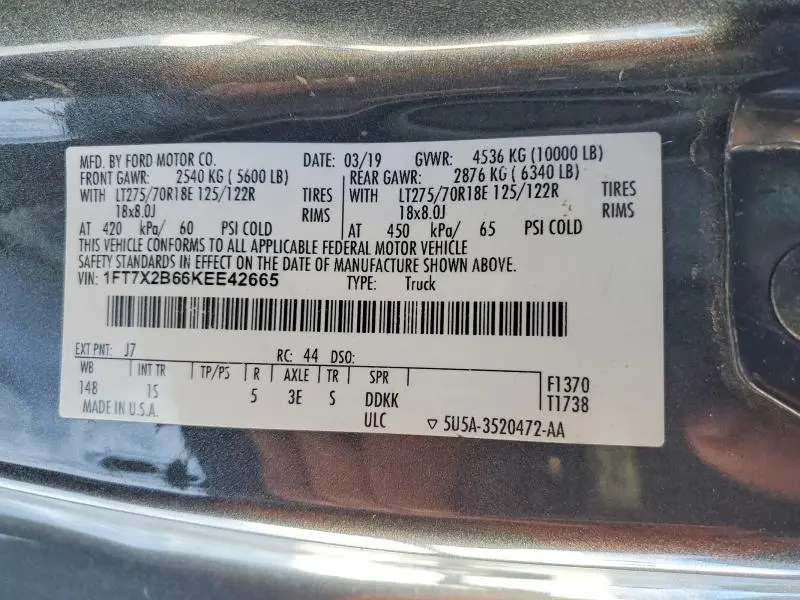 MFD. BY FORD MOTOR CO. DATE: 03/19 GVWR: 4536 KG (10000 LB)
FRONT GAWR: 2540 KG ( 5600 LB) REAR GAWR: 2876 KG ( 6340 LB)
WITH LT275/70R18E 125/122R TIRES WITH LT275/70R18E 125/122R TIRES
18x8.0J RIMS 18x8.0J RIMS
AT 420 kPa/ 60 PSI COLD AT 450 kPa/ 65 PSI COLD
THIS VEHICLE CONFORMS TO ALL APPLICABLE FEDERAL MOTOR VEHICLE
SAFETY STANDARDS IN EFFECT ON THE DATE OF MANUFACTURE SHOWN ABOVE.
VIN: 1FT7X2B66KEE42665 TYPE: Truck
EXT PNT: J7 RC: 44 DSO:
WB INT TR TP/PS R AXLE TR SPR F1370
148 1S 5 3E S DDKK T1738
MADE IN U.S.A. ULC ▽ 5U5A-3520472-AA